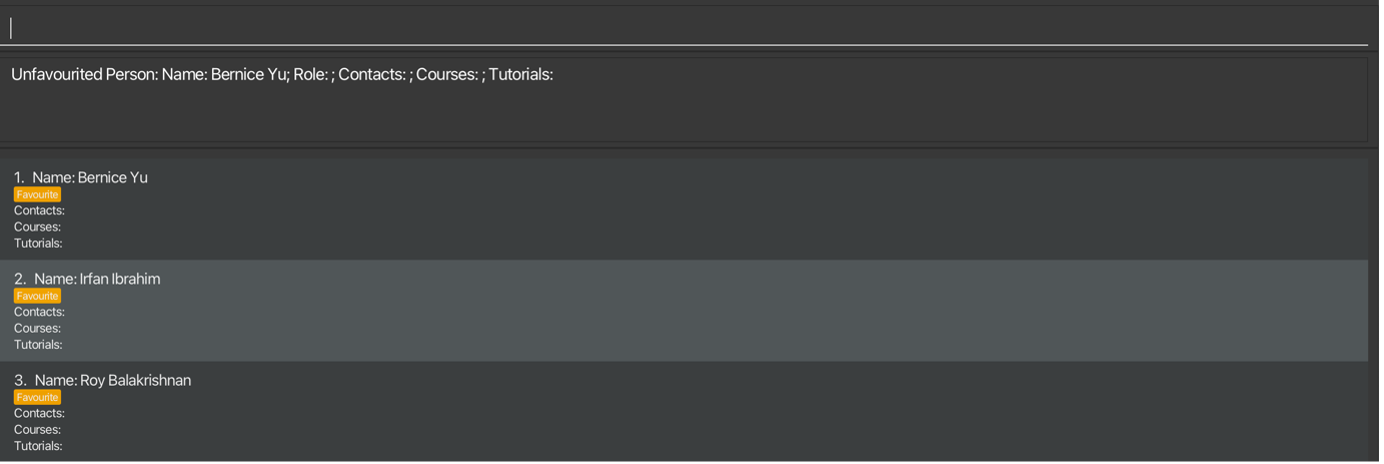 Unfavourited Person: Name: Bernice Yu; Role: ; Contacts: ; Courses: ; Tutorials:
1. Name: Bernice Yu
Favourite
Contacts:
Courses:
Tutorials:
2. Name: Irfan Ibrahim
Favourite
Contacts:
Courses:
Tutorials:
3. Name: Roy Balakrishnan
Favourite
Contacts:
Courses:
Tutorials: